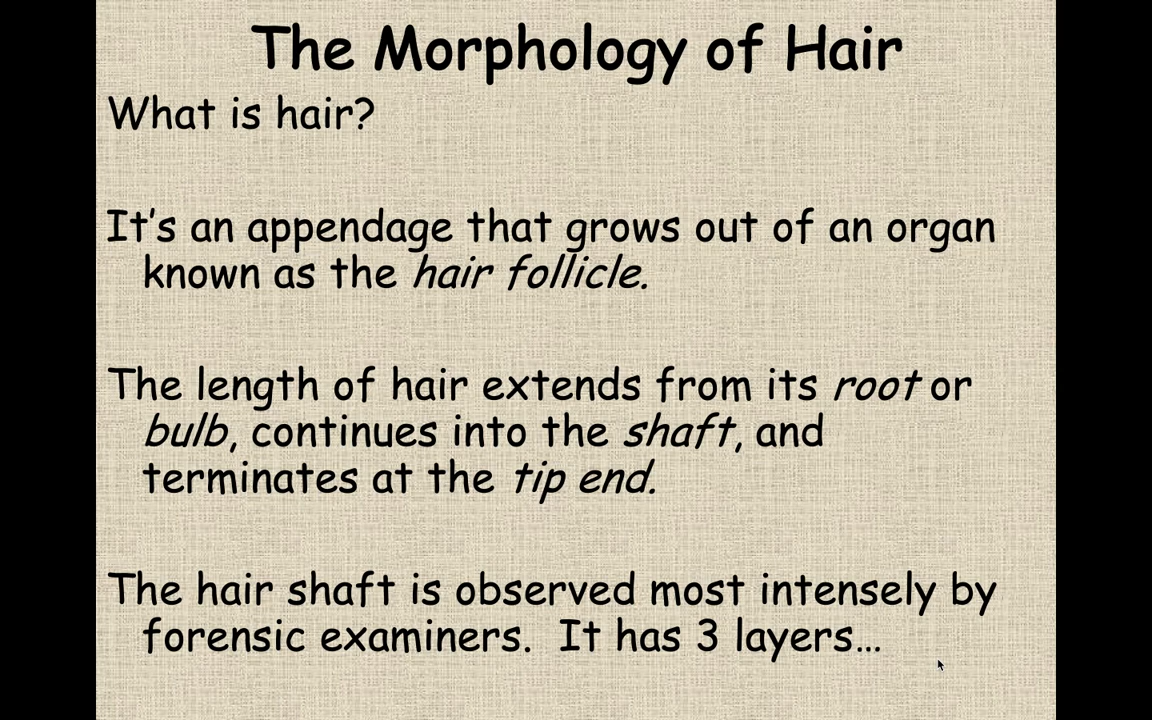 The Morphology of Hair
What is hair?
It’s an appendage that grows out of an organ
known as the hair follicle.
The length of hair extends from its root or
bulb, continues into the shaft, and
terminates at the tip end.
The hair shaft is observed most intensely by
forensic examiners.  It has 3 layers…